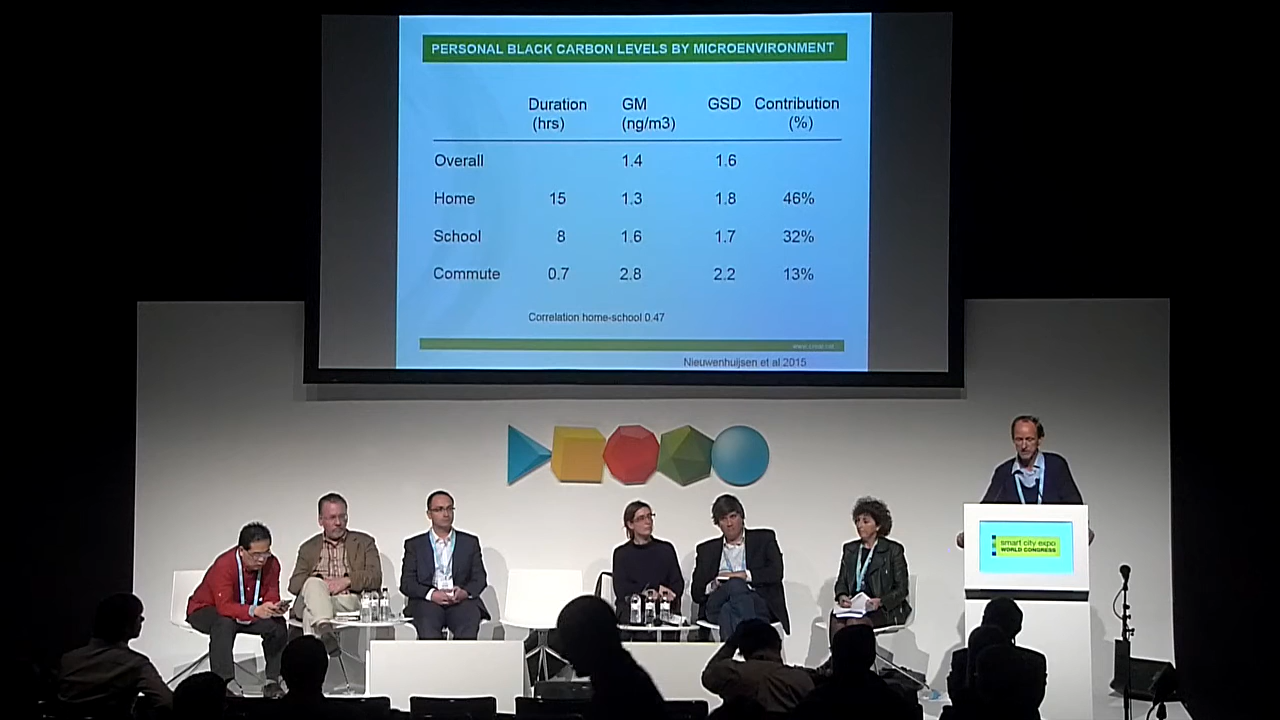 PERSONAL BLACK CARBON LEVELS BY MICROENVIRONMENT
Duration GM GSD Contribution
(hrs) (ng/m3) (%)
Overall 1.4 1.6
Home 15 1.3 1.8 46%
School 8 1.6 1.7 32%
Commute 0.7 2.8 2.2 13%
Correlation home-school 0.47
Nieuwenhuijsen et al 2015
smart city expo
WORLD CONGRESS